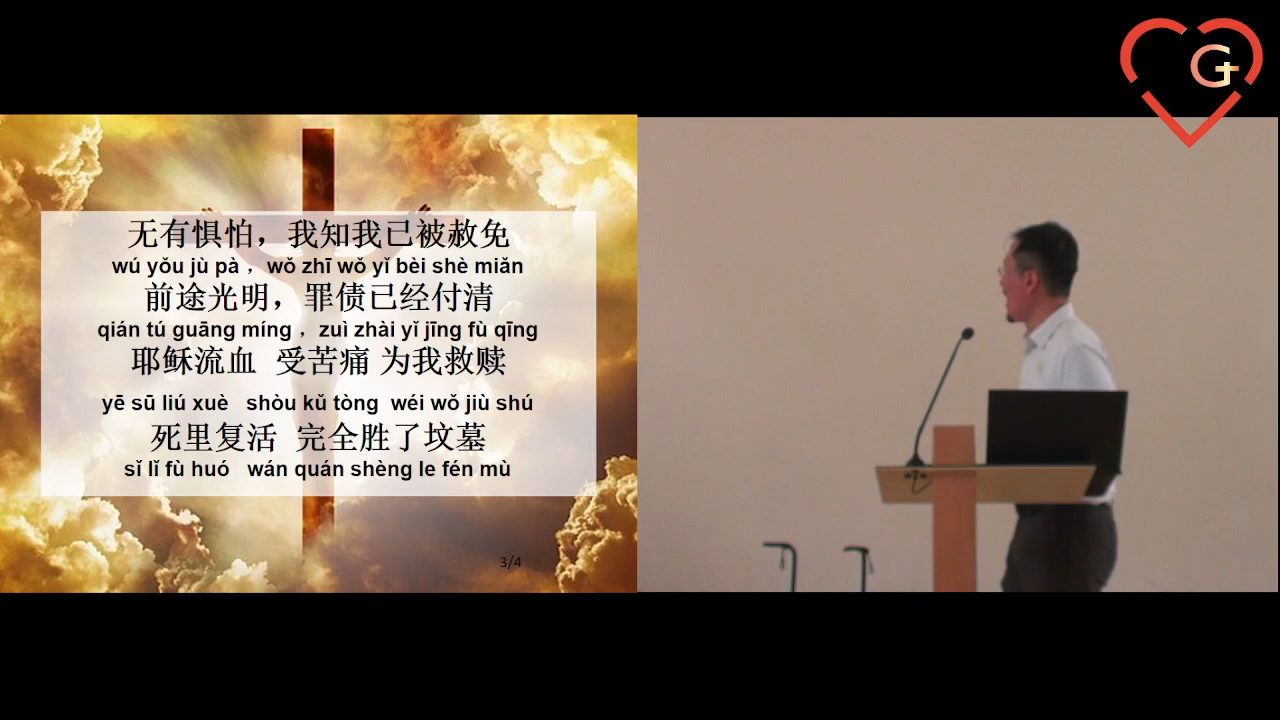 无有惧怕，我知我已被赦免
wú yǒu jù pà ，wǒ zhī wǒ yǐ bèi shè miǎn
前途光明，罪债已经付清
qián tú guāng míng ，zuì zhài yǐ jīng fù qīng
耶稣流血 受苦痛 为我救赎
yē sū liú xuè shòu kǔ tòng wéi wǒ jiù shú
死里复活 完全胜了坟墓
sǐ lǐ fù huó wán quán shèng le fén mù
3/4
G